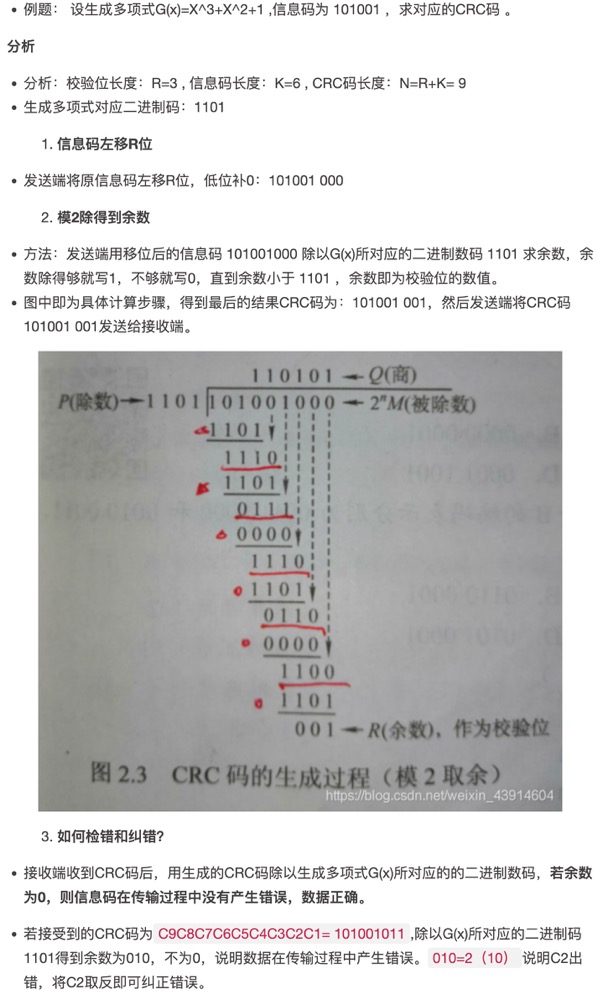 • 例题： 设生成多项式G(x)=X^3+X^2+1 ,信息码为 101001 ，求对应的CRC码 。
分析
• 分析：校验位长度：R=3 , 信息码长度：K=6 , CRC码长度：N=R+K= 9
• 生成多项式对应二进制码：1101
1. 信息码左移R位
• 发送端将原信息码左移R位，低位补0：101001 000
2. 模2除得到余数
• 方法：发送端用移位后的信息码 101001000 除以G(x)所对应的二进制数码 1101 求余数，余
数除得够就写1，不够就写0，直到余数小于 1101 ，余数即为校验位的数值。
• 图中即为具体计算步骤，得到最后的结果CRC码为：101001 001，然后发送端将CRC码
101001 001发送给接收端。
110101 ← Q(商)
P(除数)→1101 101001000 ← 2ⁿM(被除数)
1101
1110
1101
0111
0000
1110
1101
0110
0000
1100
1101
001 ← R(余数)，作为校验位
图 2.3 CRC 码的生成过程（模 2 取余）
https://blog.csdn.net/weixin_43914604
3. 如何检错和纠错?
• 接收端收到CRC码后，用生成的CRC码除以生成多项式G(x)所对应的的二进制数码，若余数
为0，则信息码在传输过程中没有产生错误，数据正确。
• 若接受到的CRC码为 C9C8C7C6C5C4C3C2C1= 101001011 ,除以G(x)所对应的二进制码
1101得到余数为010，不为0，说明数据在传输过程中产生错误。 010=2（10） 说明C2出
错，将C2取反即可纠正错误。